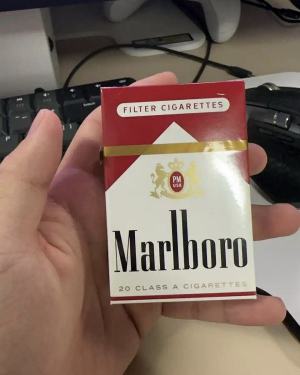 FILTER CIGARETTES
PM
USA
Marlboro
20 CLASS A CIGARETTES